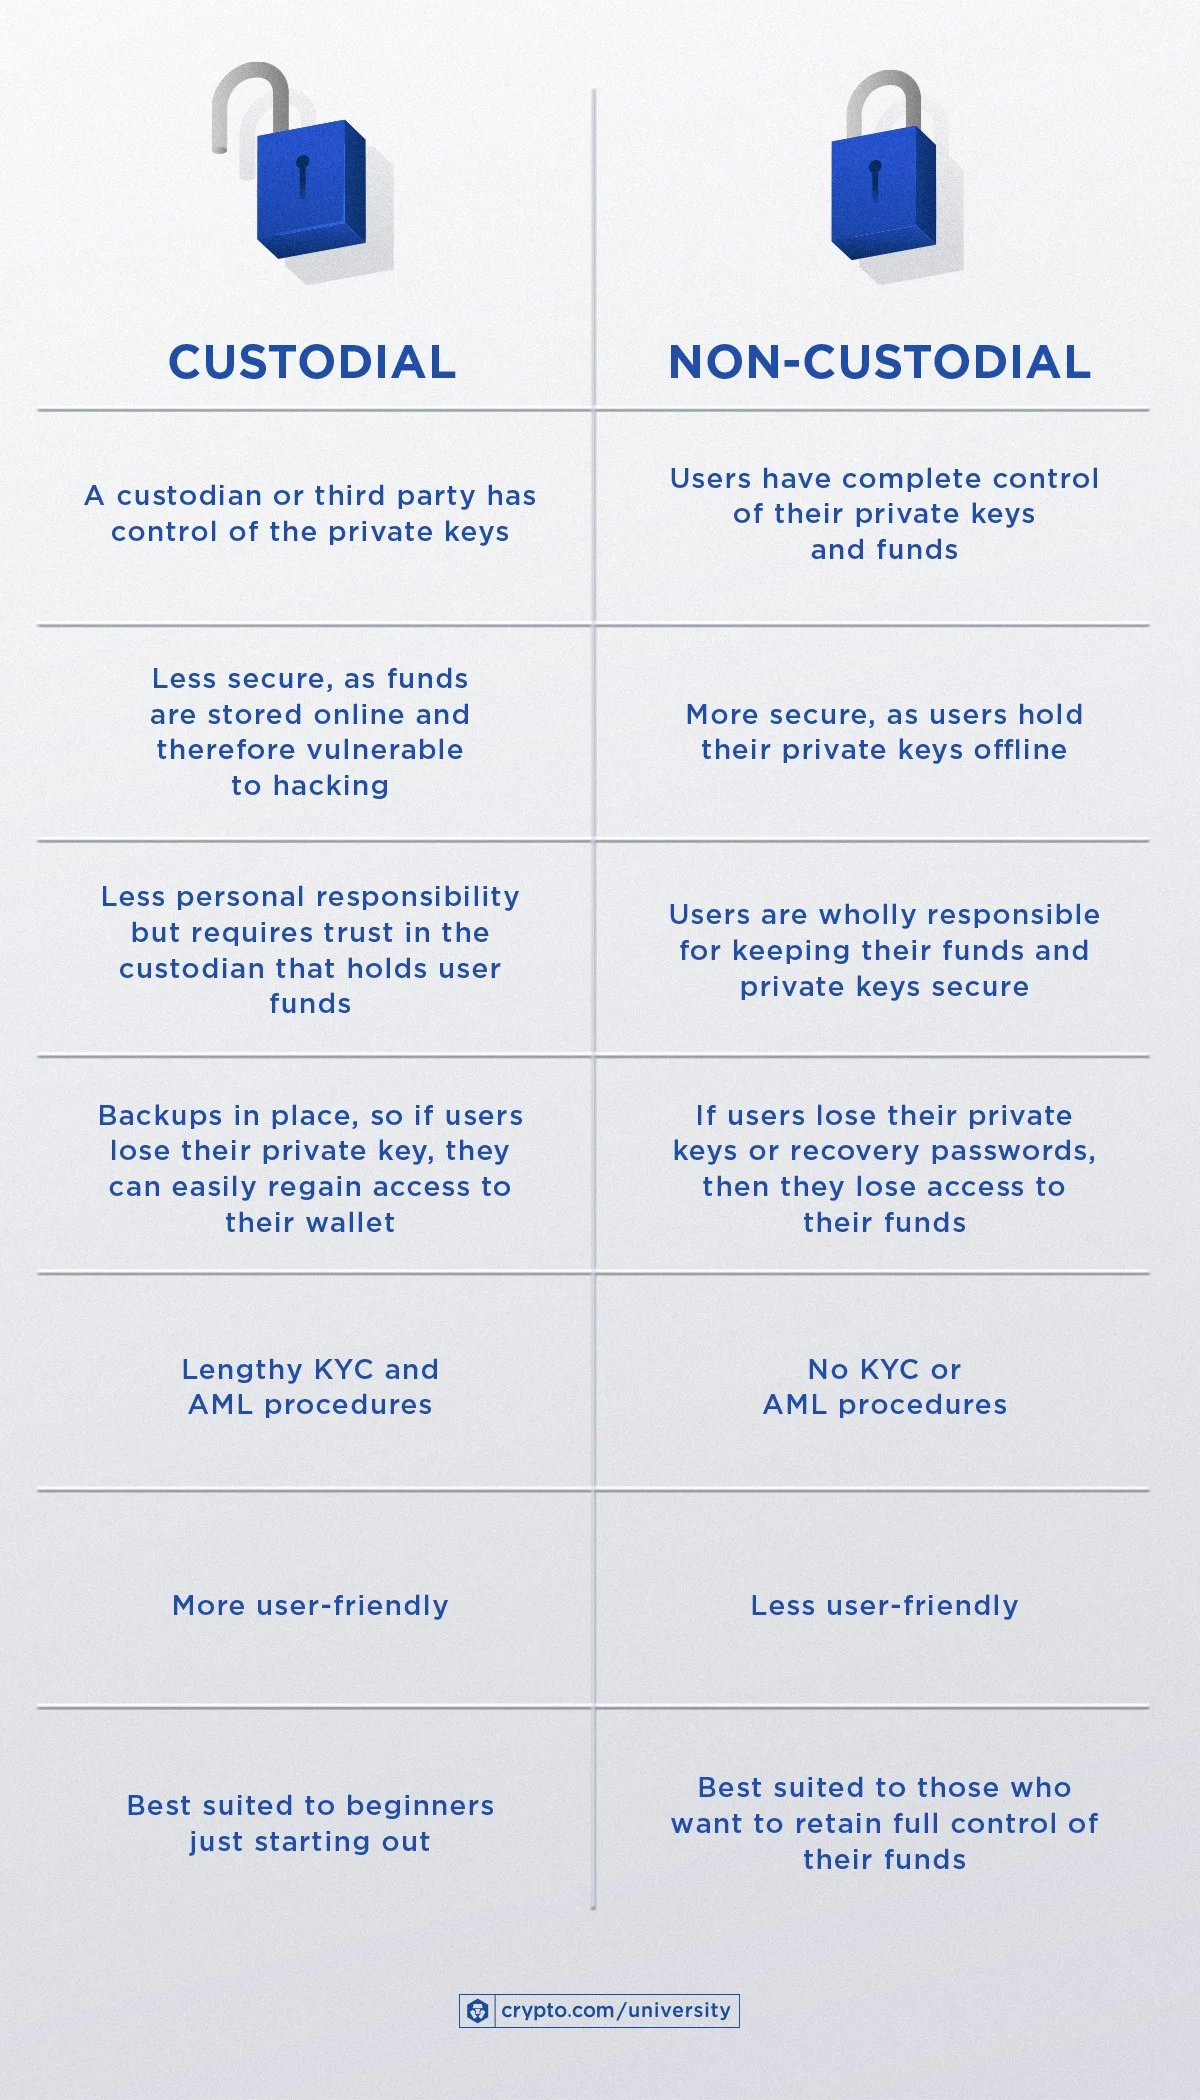 CUSTODIAL
NON-CUSTODIAL
A custodian or third party has
control of the private keys
Users have complete control
of their private keys
and funds
Less secure, as funds
are stored online and
therefore vulnerable
to hacking
More secure, as users hold
their private keys offline
Less personal responsibility
but requires trust in the
custodian that holds user
funds
Users are wholly responsible
for keeping their funds and
private keys secure
Backups in place, so if users
lose their private key, they
can easily regain access to
their wallet
If users lose their private
keys or recovery passwords,
then they lose access to
their funds
Lengthy KYC and
AML procedures
No KYC or
AML procedures
More user-friendly
Less user-friendly
Best suited to beginners
just starting out
Best suited to those who
want to retain full control of
their funds
crypto.com/university